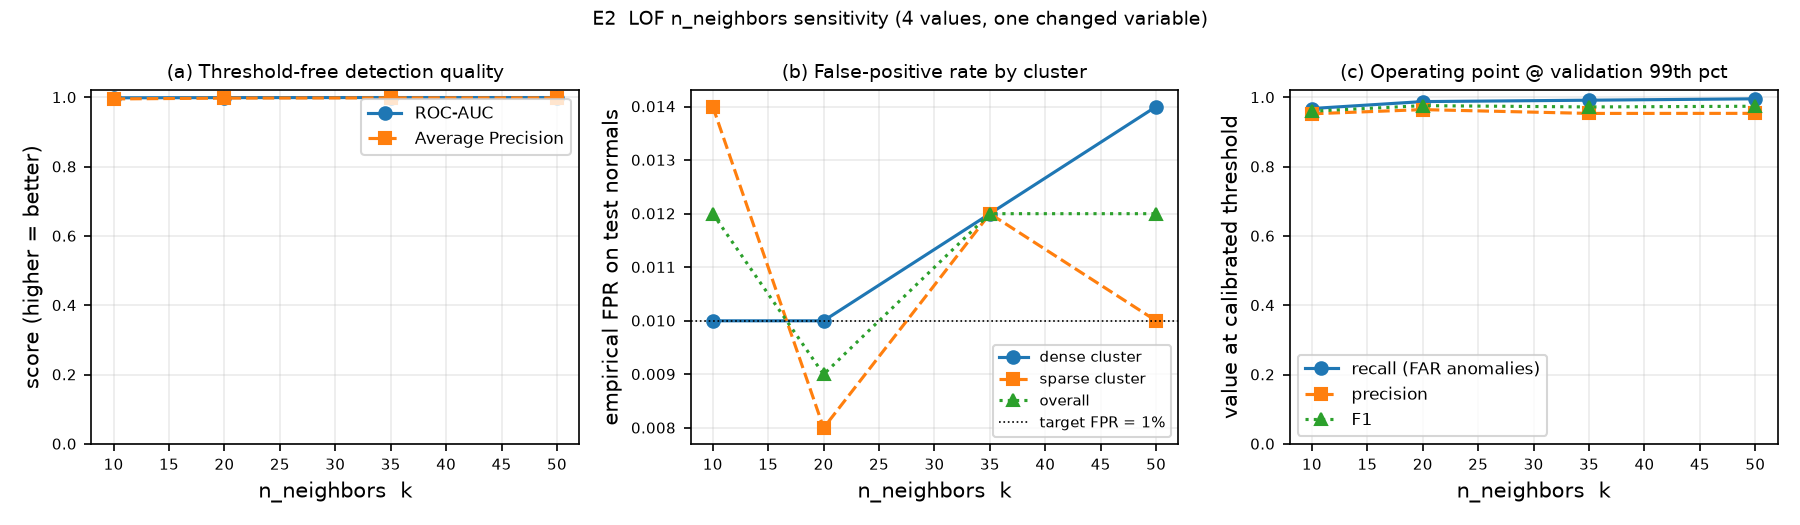 E2  LOF n_neighbors sensitivity (4 values, one changed variable)
(a) Threshold-free detection quality
score (higher = better)
1.0
0.8
0.6
0.4
0.2
0.0
ROC-AUC
Average Precision
10 15 20 25 30 35 40 45 50
n_neighbors  k
(b) False-positive rate by cluster
empirical FPR on test normals
0.014
0.013
0.012
0.011
0.010
0.009
0.008
dense cluster
sparse cluster
overall
target FPR = 1%
10 15 20 25 30 35 40 45 50
n_neighbors  k
(c) Operating point @ validation 99th pct
value at calibrated threshold
1.0
0.8
0.6
0.4
0.2
0.0
recall (FAR anomalies)
precision
F1
10 15 20 25 30 35 40 45 50
n_neighbors  k